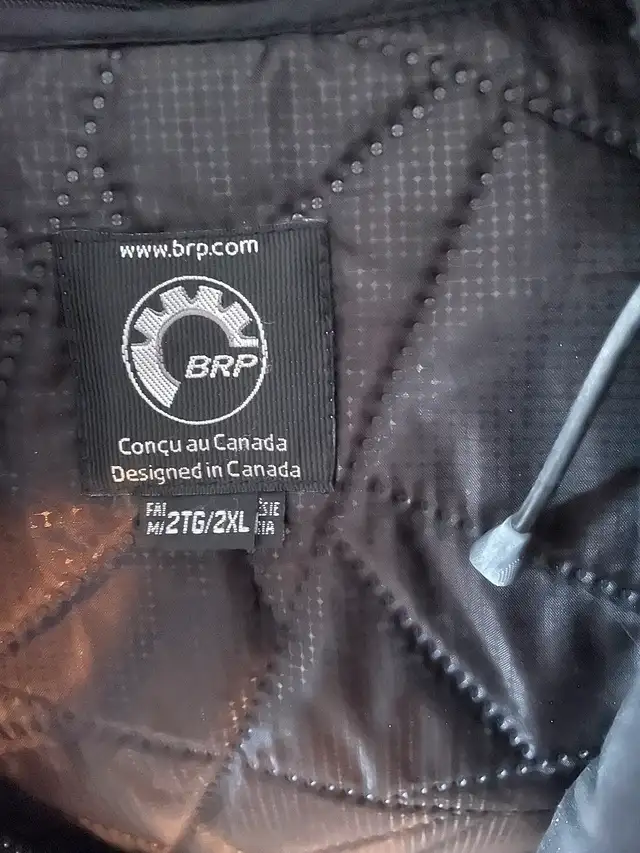 www.brp.com
BRP
Conçu au Canada
Designed in Canada
2TG/2XL